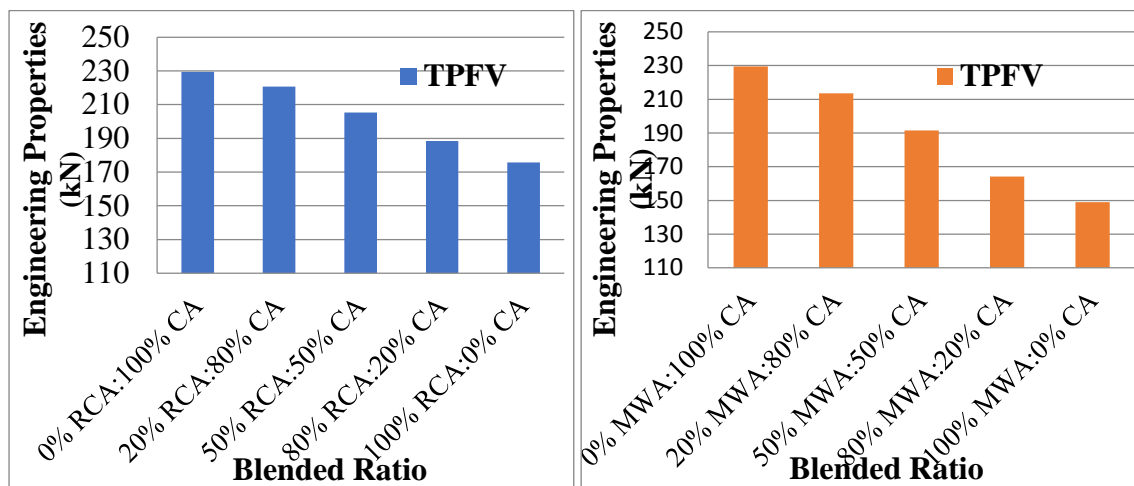 Engineering Properties
(kN)
250
230
210
190
170
150
130
110
TPFV
0% RCA:100% CA
20% RCA:80% CA
50% RCA:50% CA
80% RCA:20% CA
100% RCA:0% CA
Blended Ratio
Engineering Properties
(kN)
250
230
210
190
170
150
130
110
TPFV
0% MWA:100% CA
20% MWA:80% CA
50% MWA:50% CA
80% MWA:20% CA
100% MWA:0% CA
Blended Ratio